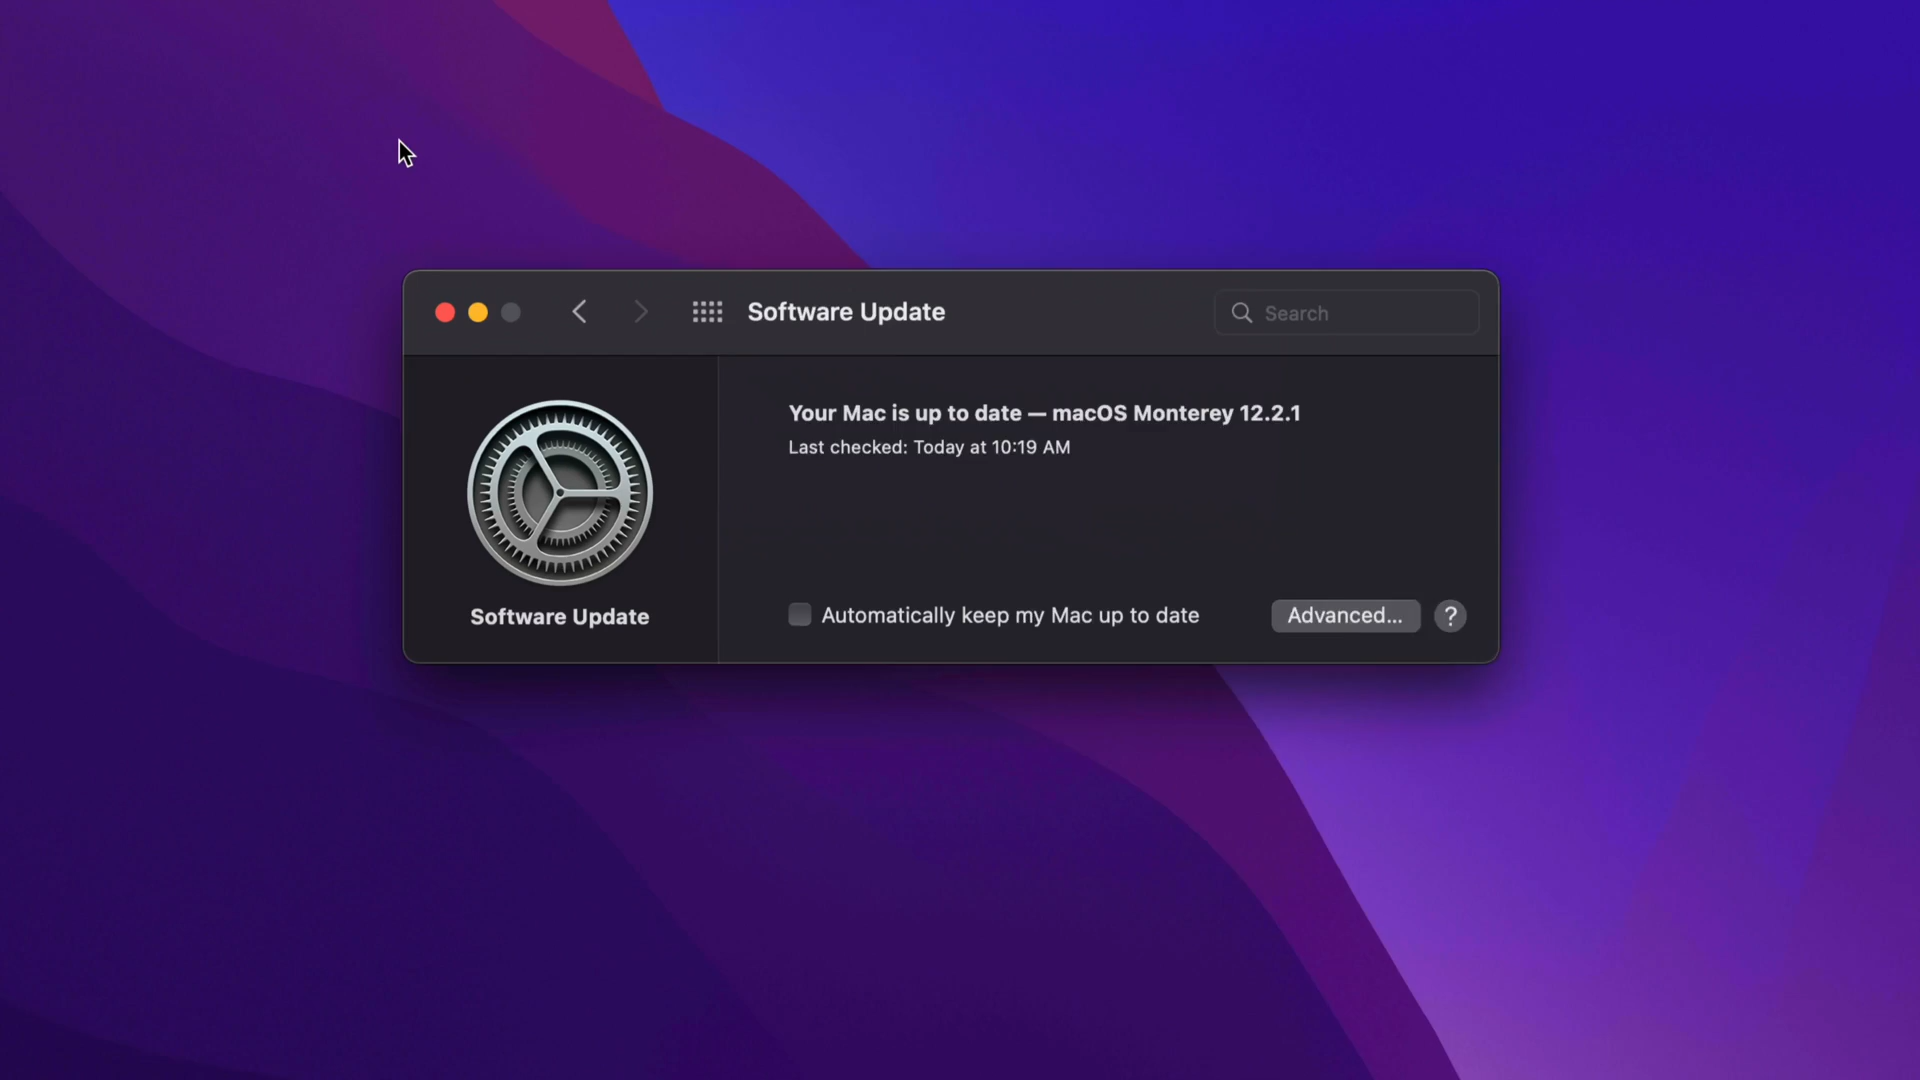 Software Update
Search
Your Mac is up to date — macOS Monterey 12.2.1
Last checked: Today at 10:19 AM
Software Update
Automatically keep my Mac up to date
Advanced...
?